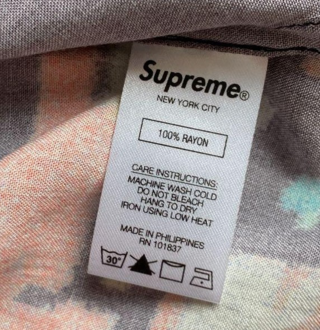 Supreme®
NEW YORK CITY
100% RAYON
CARE INSTRUCTIONS:
MACHINE WASH COLD
DO NOT BLEACH
HANG TO DRY
IRON USING LOW HEAT
MADE IN PHILIPPINES
RN 101837
30°